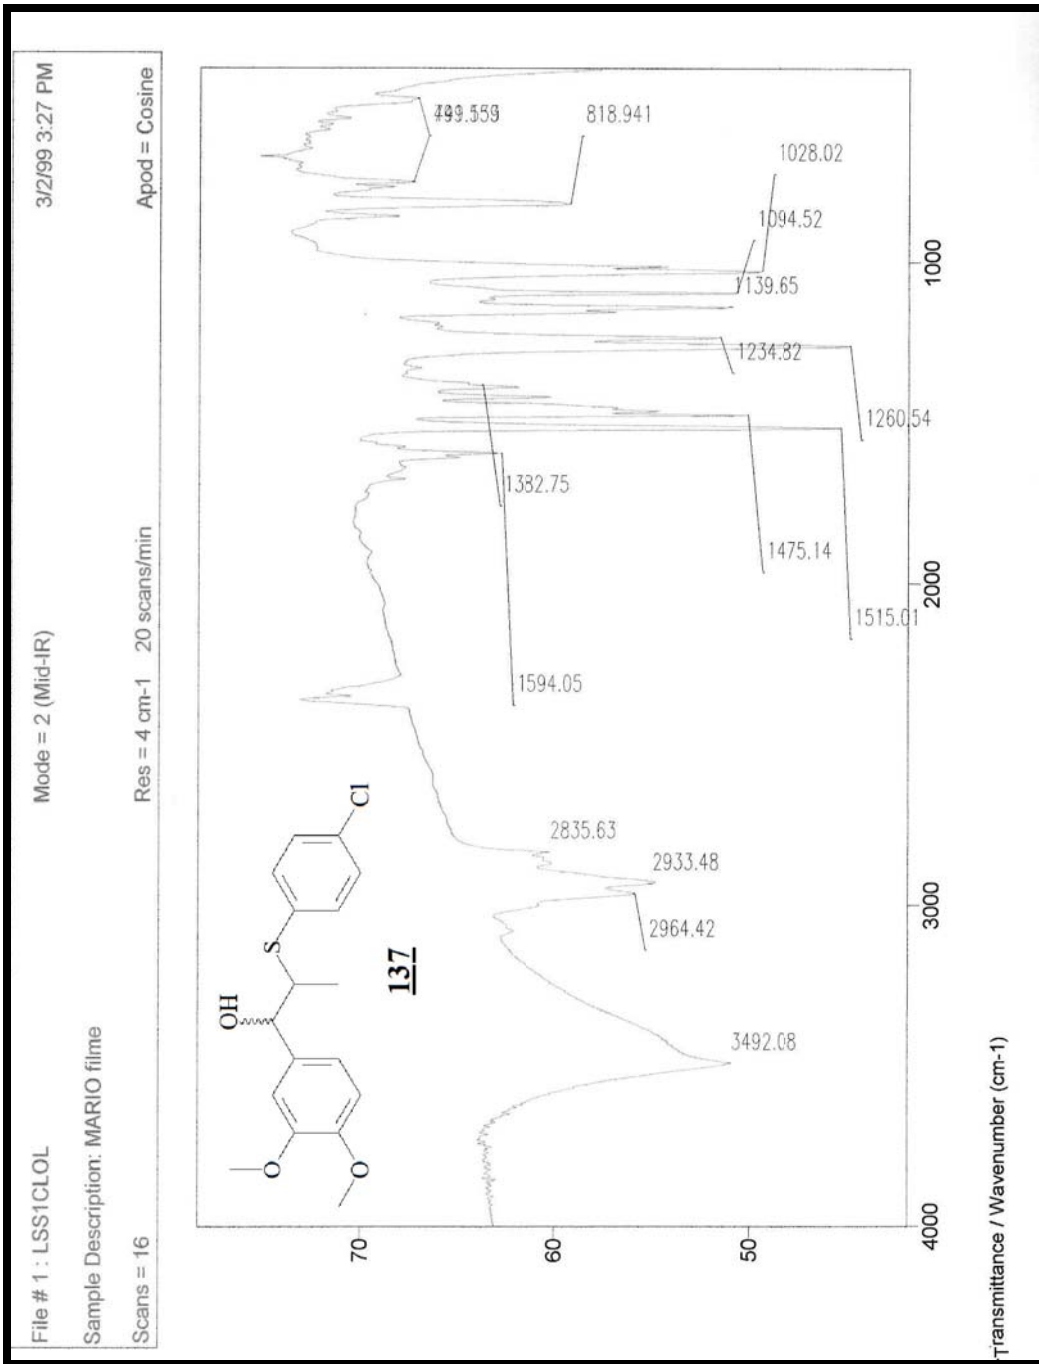 File # 1 : LSS1CLOL Mode = 2 (Mid-IR) 3/2/99 3:27 PM
Sample Description: MARIO filme
Scans = 16 Res = 4 cm-1 20 scans/min Apod = Cosine
OH
S
O
O
Cl
137
70
60
50
3492.08
2964.42
2933.48
2835.63
1594.05
1515.01
1475.14
1382.75
1260.54
1234.82
1139.65
1094.52
1028.02
818.941
4000
3000
2000
1000
Transmittance / Wavenumber (cm-1)